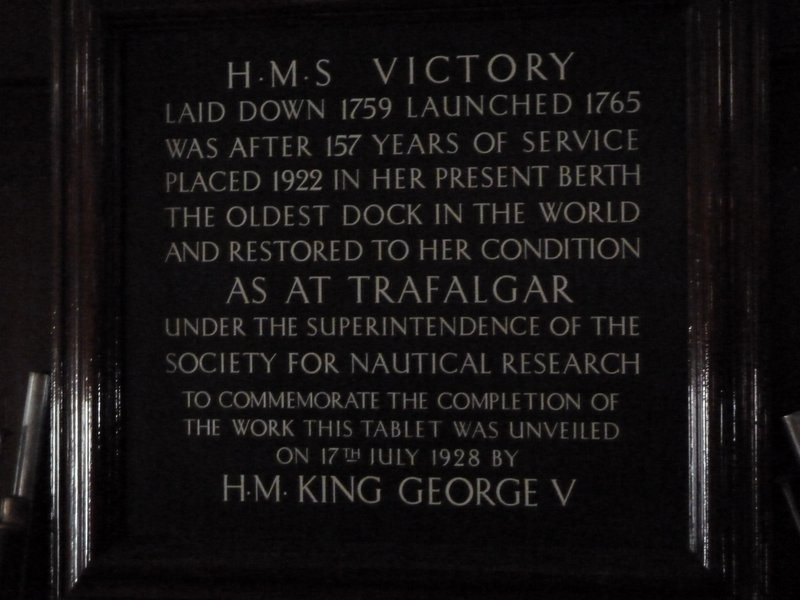 H·M·S VICTORY
LAID DOWN 1759 LAUNCHED 1765
WAS AFTER 157 YEARS OF SERVICE
PLACED 1922 IN HER PRESENT BERTH
THE OLDEST DOCK IN THE WORLD
AND RESTORED TO HER CONDITION
AS AT TRAFALGAR
UNDER THE SUPERINTENDENCE OF THE
SOCIETY FOR NAUTICAL RESEARCH
TO COMMEMORATE THE COMPLETION OF
THE WORK THIS TABLET WAS UNVEILED
ON 17TH JULY 1928 BY
H·M· KING GEORGE V